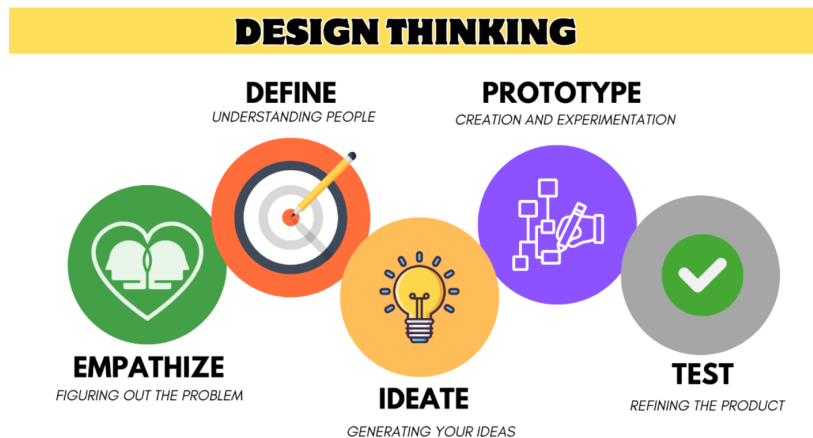 DESIGN THINKING
DEFINE
UNDERSTANDING PEOPLE
PROTOTYPE
CREATION AND EXPERIMENTATION
EMPATHIZE
FIGURING OUT THE PROBLEM
IDEATE
GENERATING YOUR IDEAS
TEST
REFINING THE PRODUCT